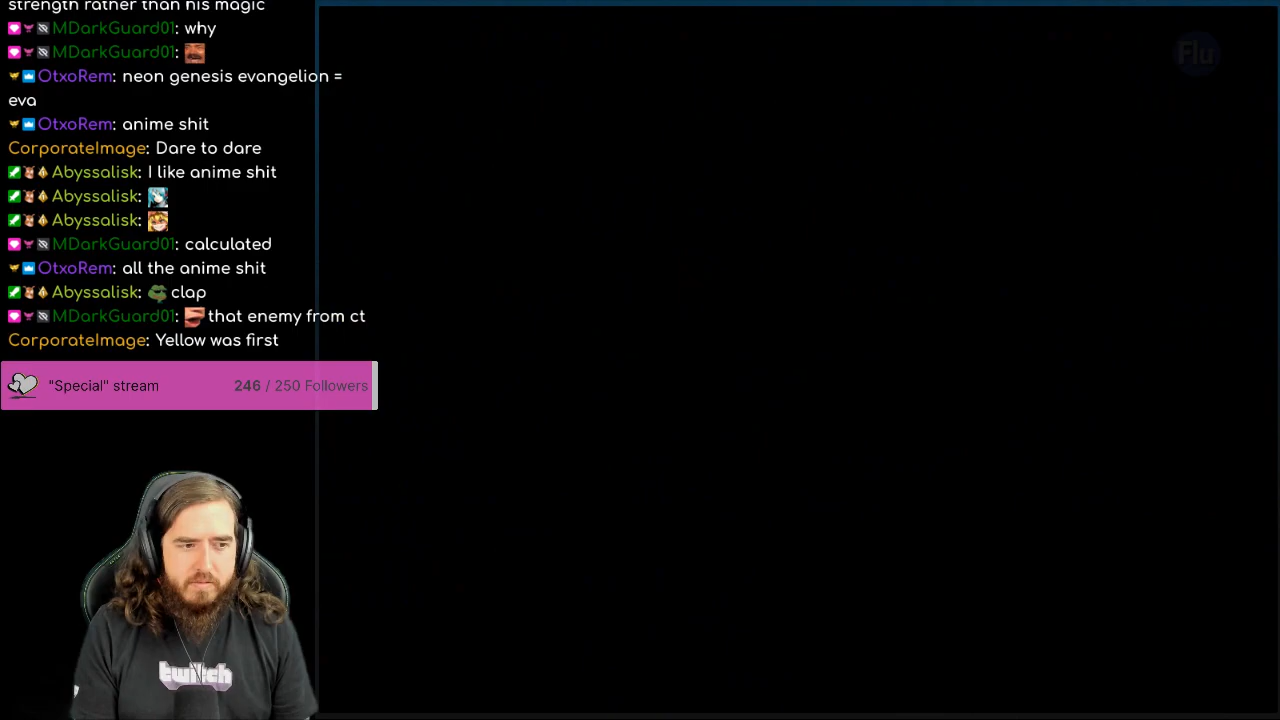 strength rather than his magic
MDarkGuard01: why
MDarkGuard01:
OtxoRem: neon genesis evangelion =
eva
OtxoRem: anime shit
CorporateImage: Dare to dare
Abyssalisk: I like anime shit
Abyssalisk:
Abyssalisk:
MDarkGuard01: calculated
OtxoRem: all the anime shit
Abyssalisk: clap
MDarkGuard01: that enemy from ct
CorporateImage: Yellow was first
"Special" stream 246 / 250 Followers
Flu
twitch